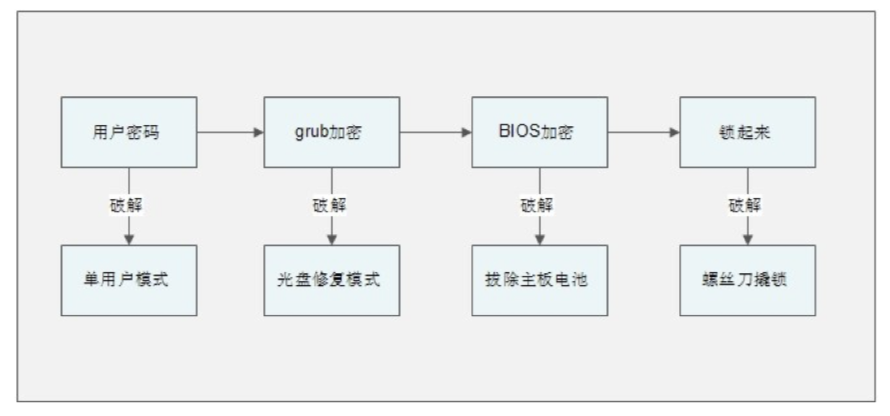 用户密码
grub加密
BIOS加密
锁起来
破解
破解
破解
破解
单用户模式
光盘修复模式
拔除主板电池
螺丝刀撬锁